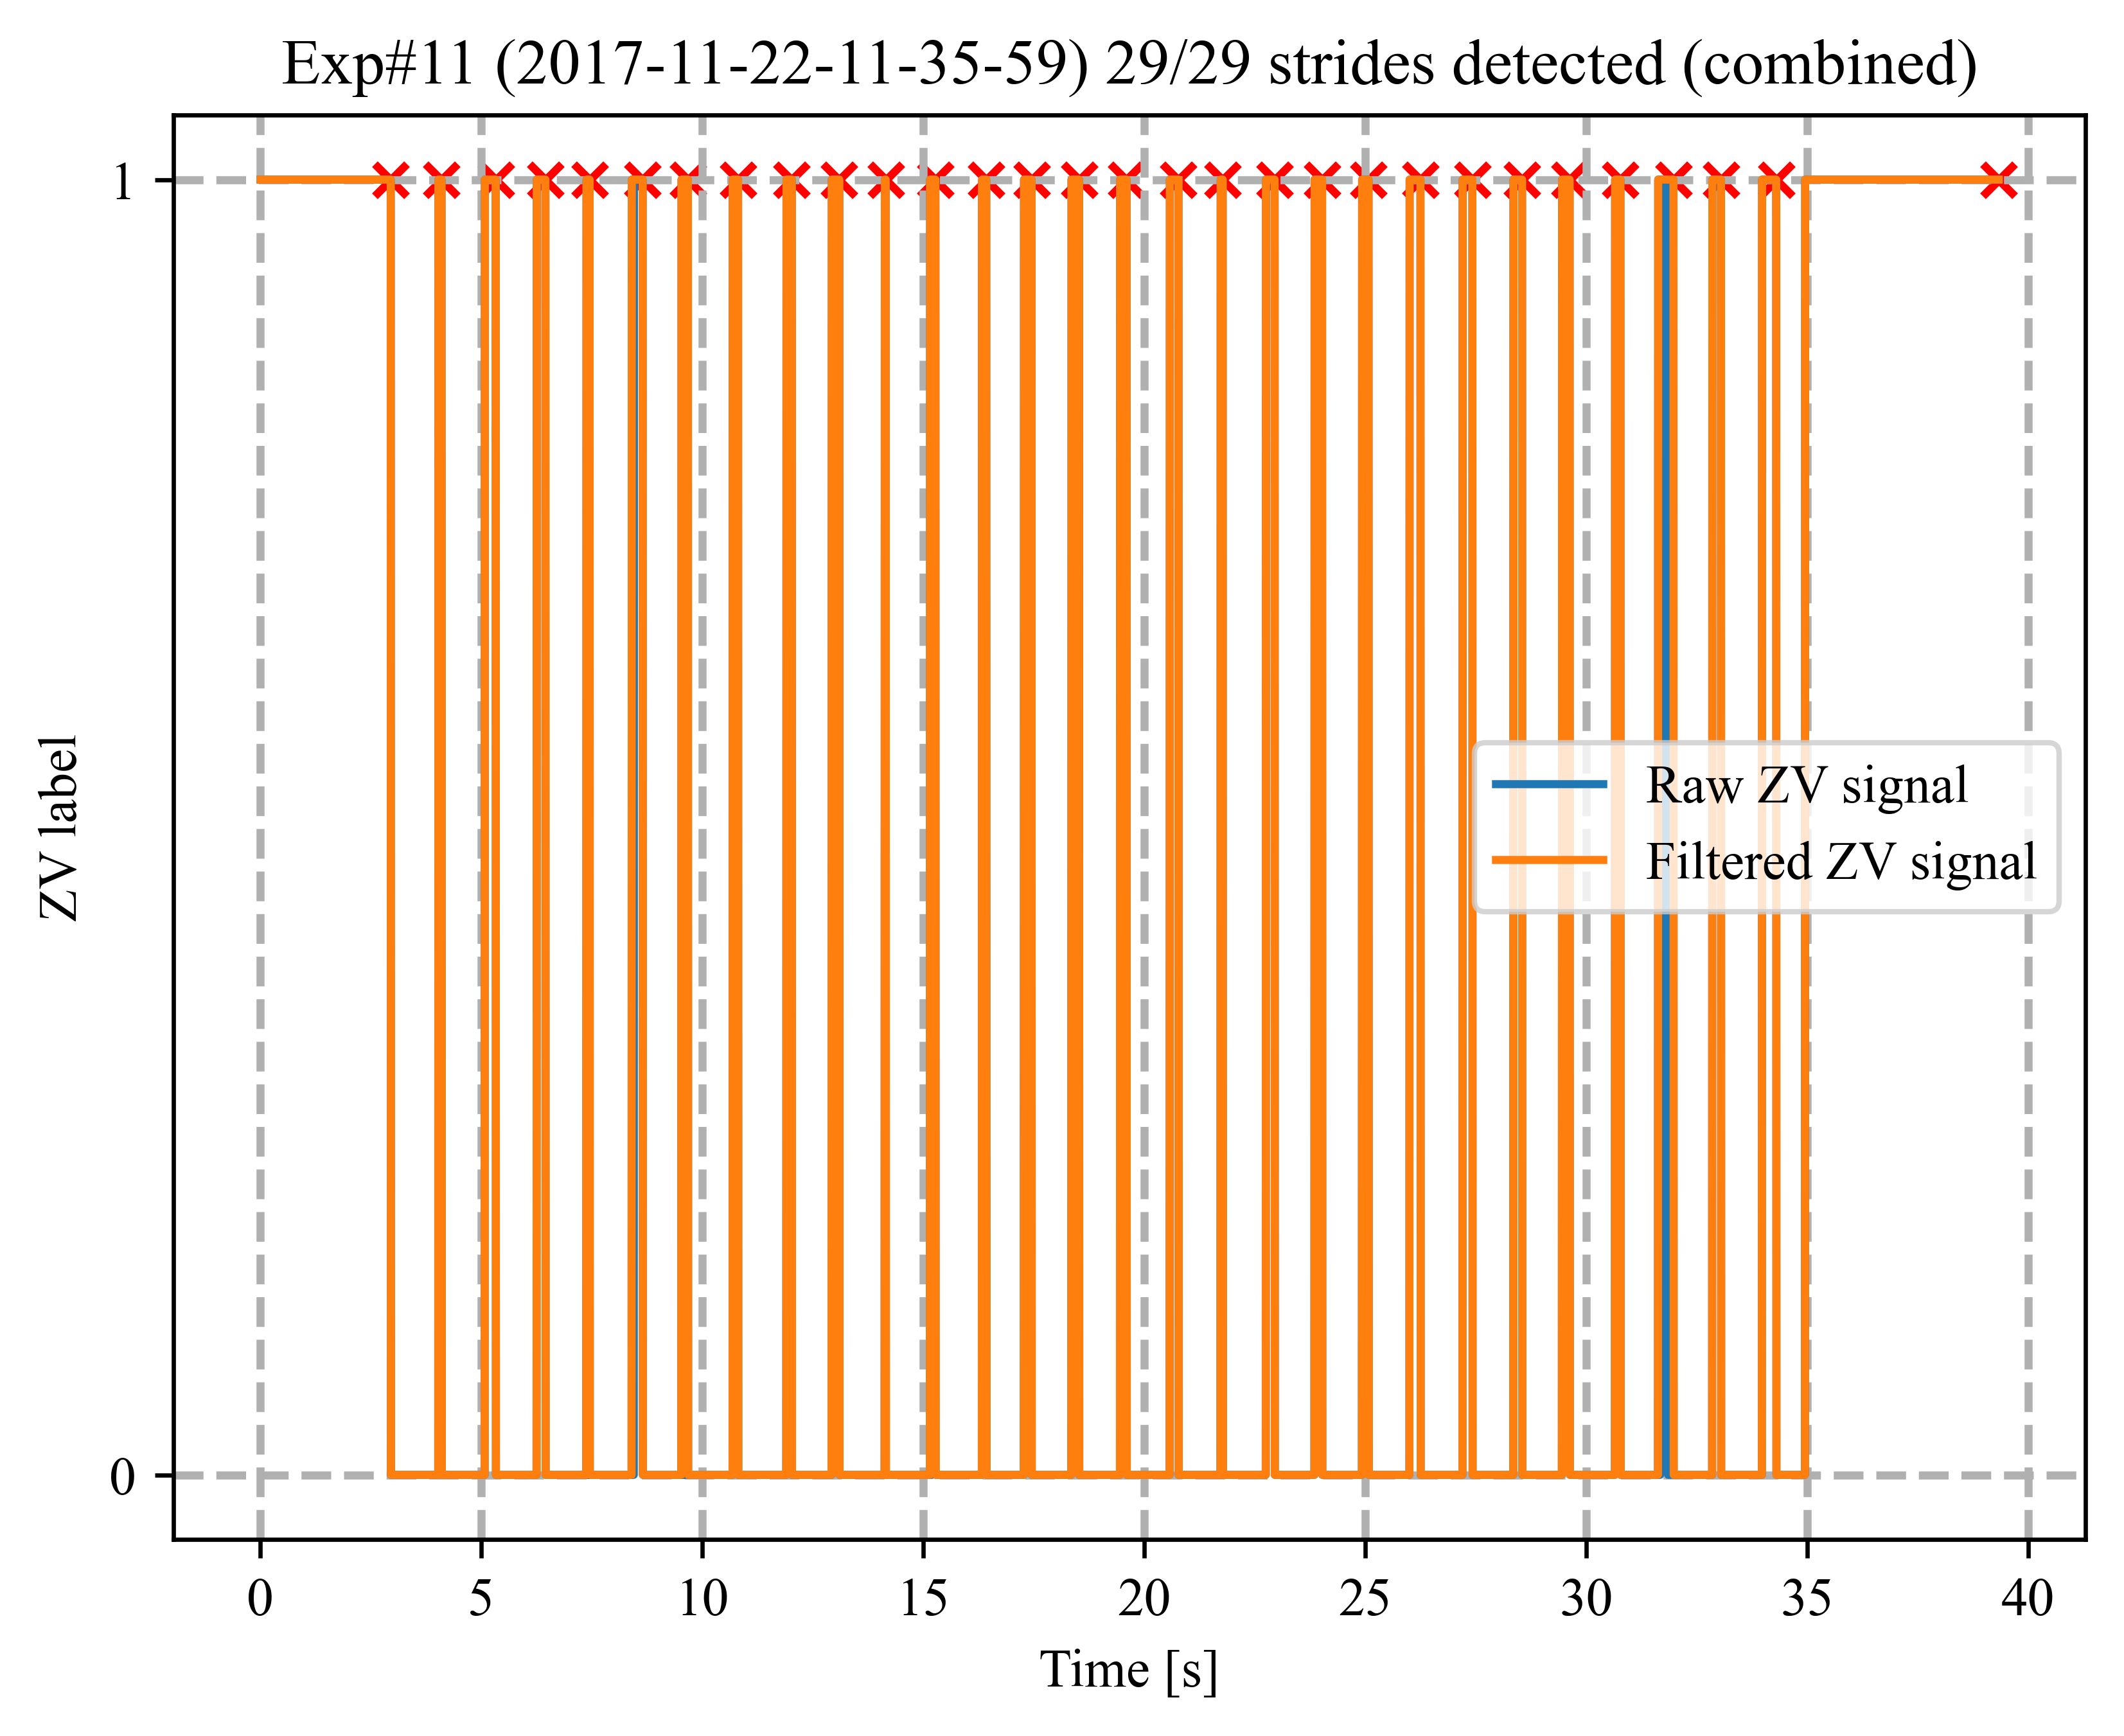 Exp#11 (2017-11-22-11-35-59) 29/29 strides detected (combined)
1
ZV label
Raw ZV signal
Filtered ZV signal
0
0 5 10 15 20 25 30 35 40
Time [s]